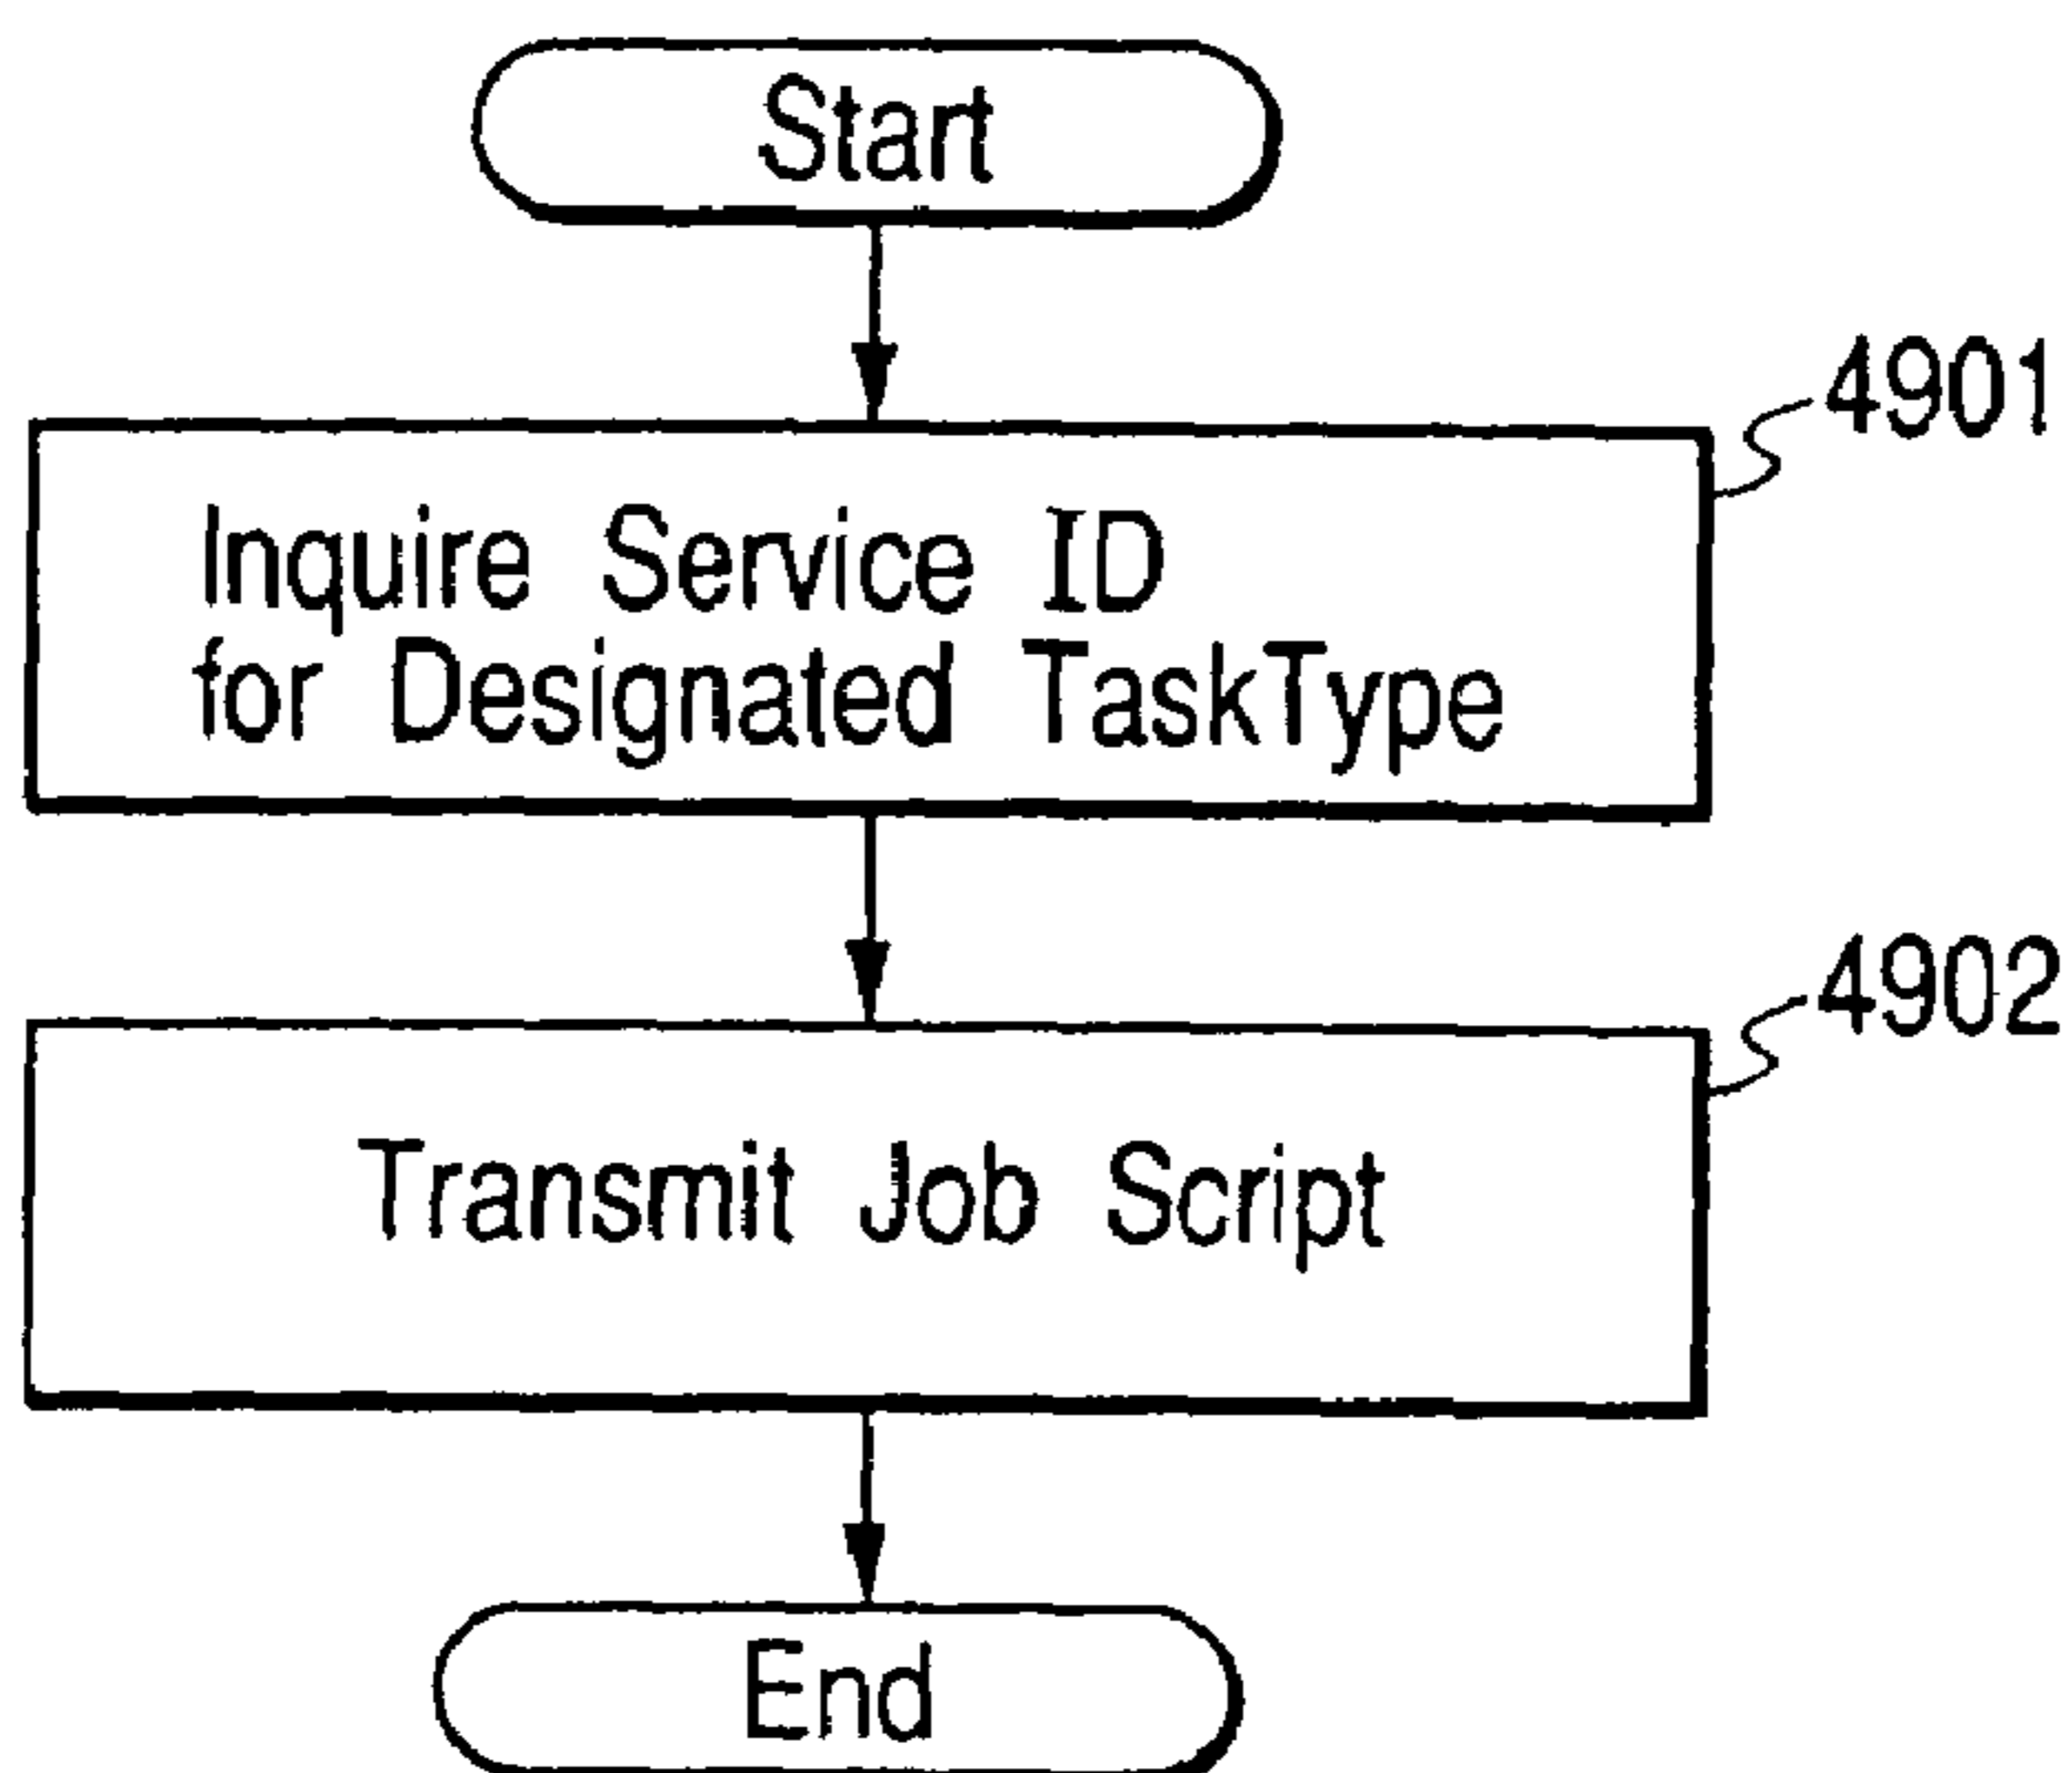 Start
4901
Inquire Service ID
for Designated TaskType
4902
Transmit Job Script
End